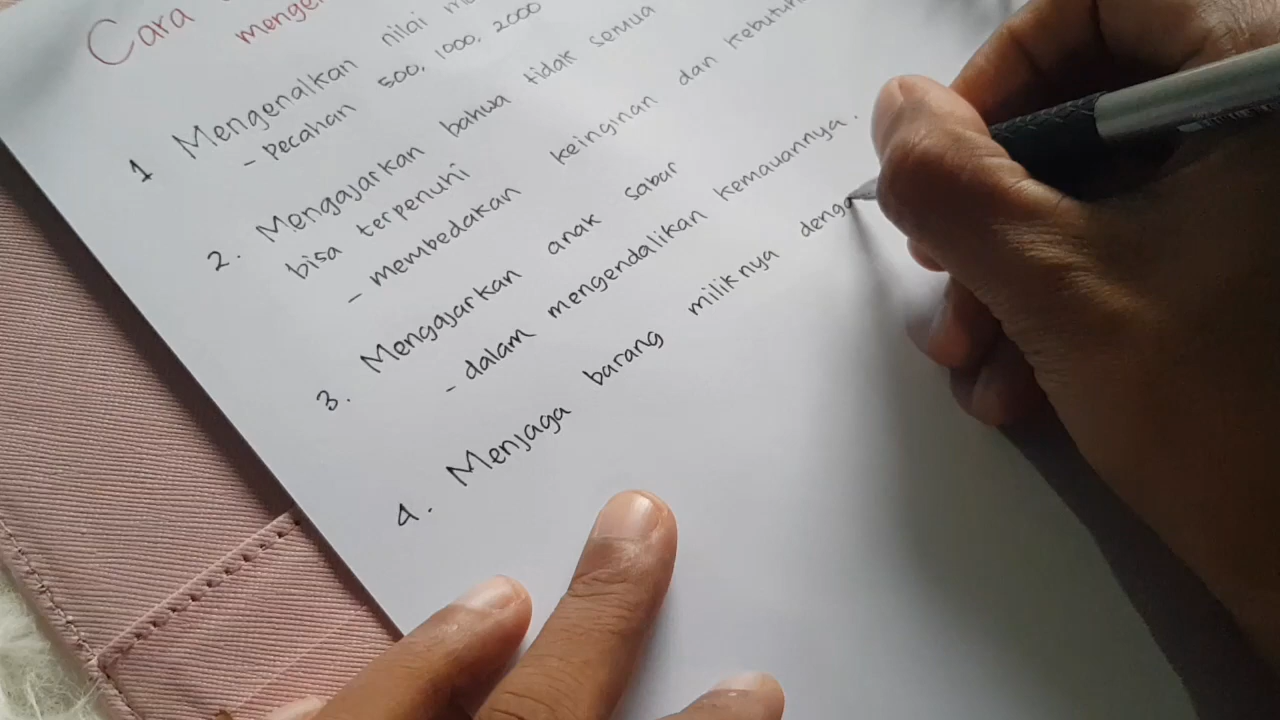 Cara
1 Mengenalkan nilai
- Pecahan 500, 1000, 2000
2. Mengajarkan bahwa tidak semua
bisa terpenuhi
- membedakan keinginan dan
3. Mengajarkan anak sabar
- dalam mengendalikan kemauannya.
4. Menjaga barang miliknya denga